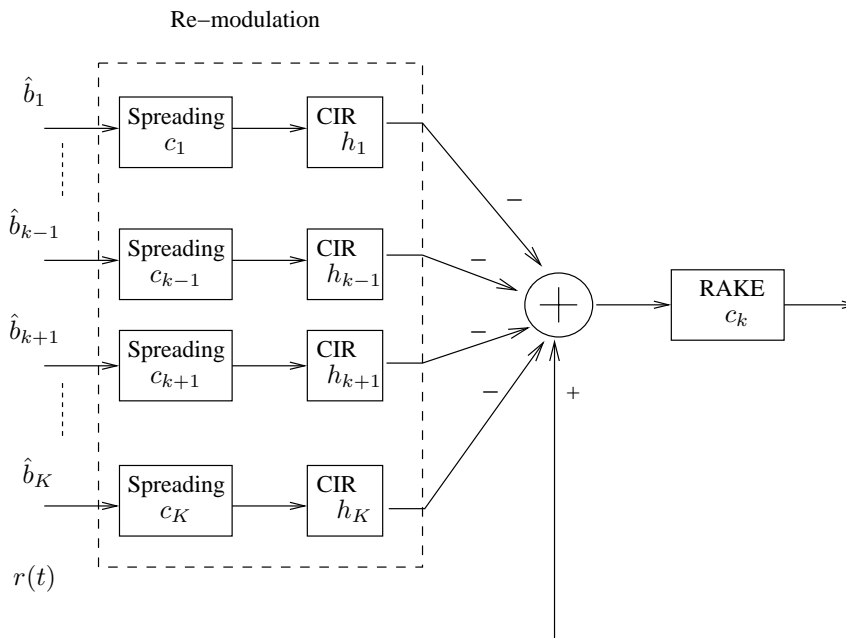 Re−modulation
b̂₁
Spreading
c₁
CIR
h₁
−
b̂ₖ₋₁
Spreading
cₖ₋₁
CIR
hₖ₋₁
−
RAKE
cₖ
b̂ₖ₊₁
Spreading
cₖ₊₁
CIR
hₖ₊₁
−
−
+
b̂_K
Spreading
c_K
CIR
h_K
r(t)